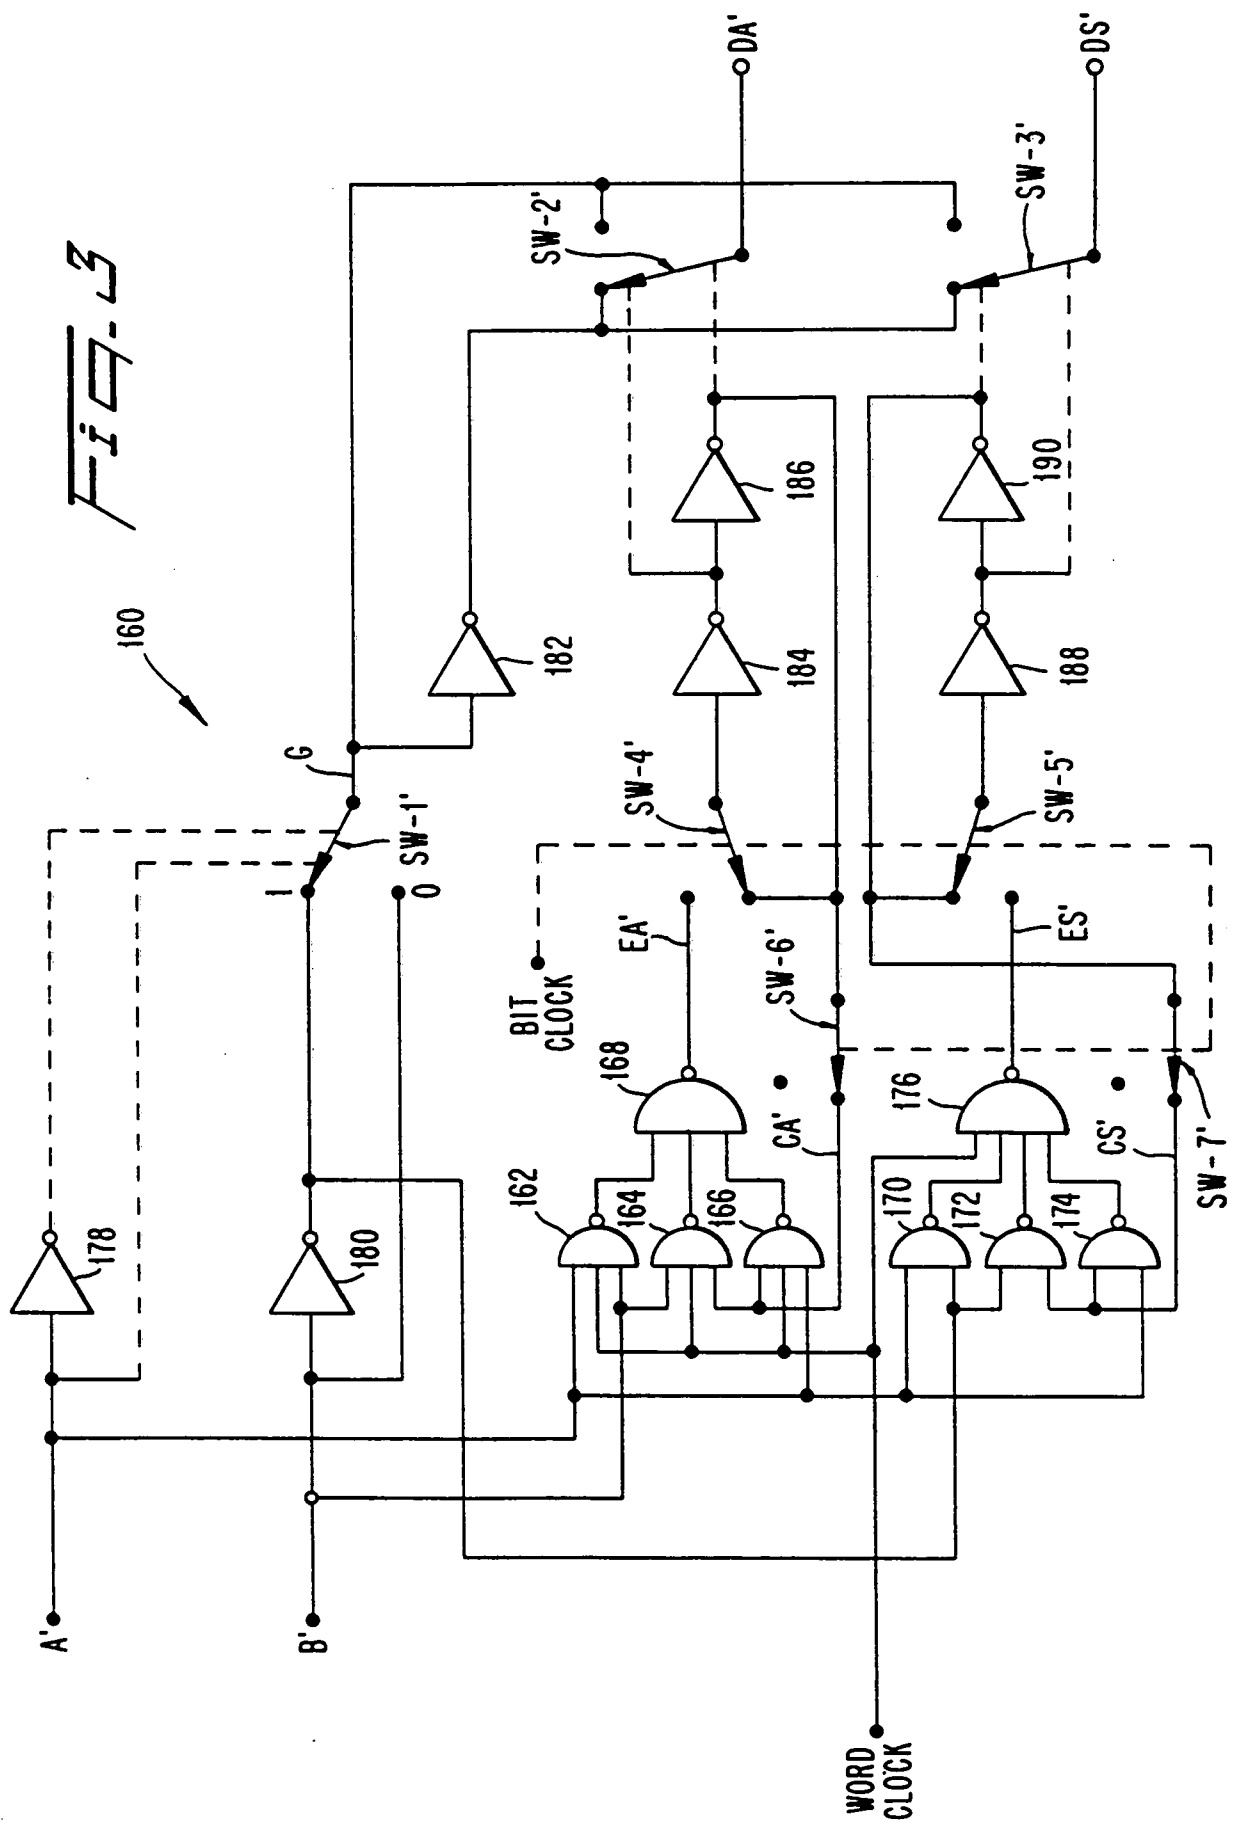 Fig. 3
160
A'
178
B'
180
1
0
SW-1'
G
182
SW-2'
DA'
SW-3'
DS'
BIT
CLOCK
EA'
SW-4'
184
186
162
164
166
168
CA'
SW-6'
SW-5'
188
190
ES'
170
172
174
176
CS'
SW-7'
WORD
CLOCK